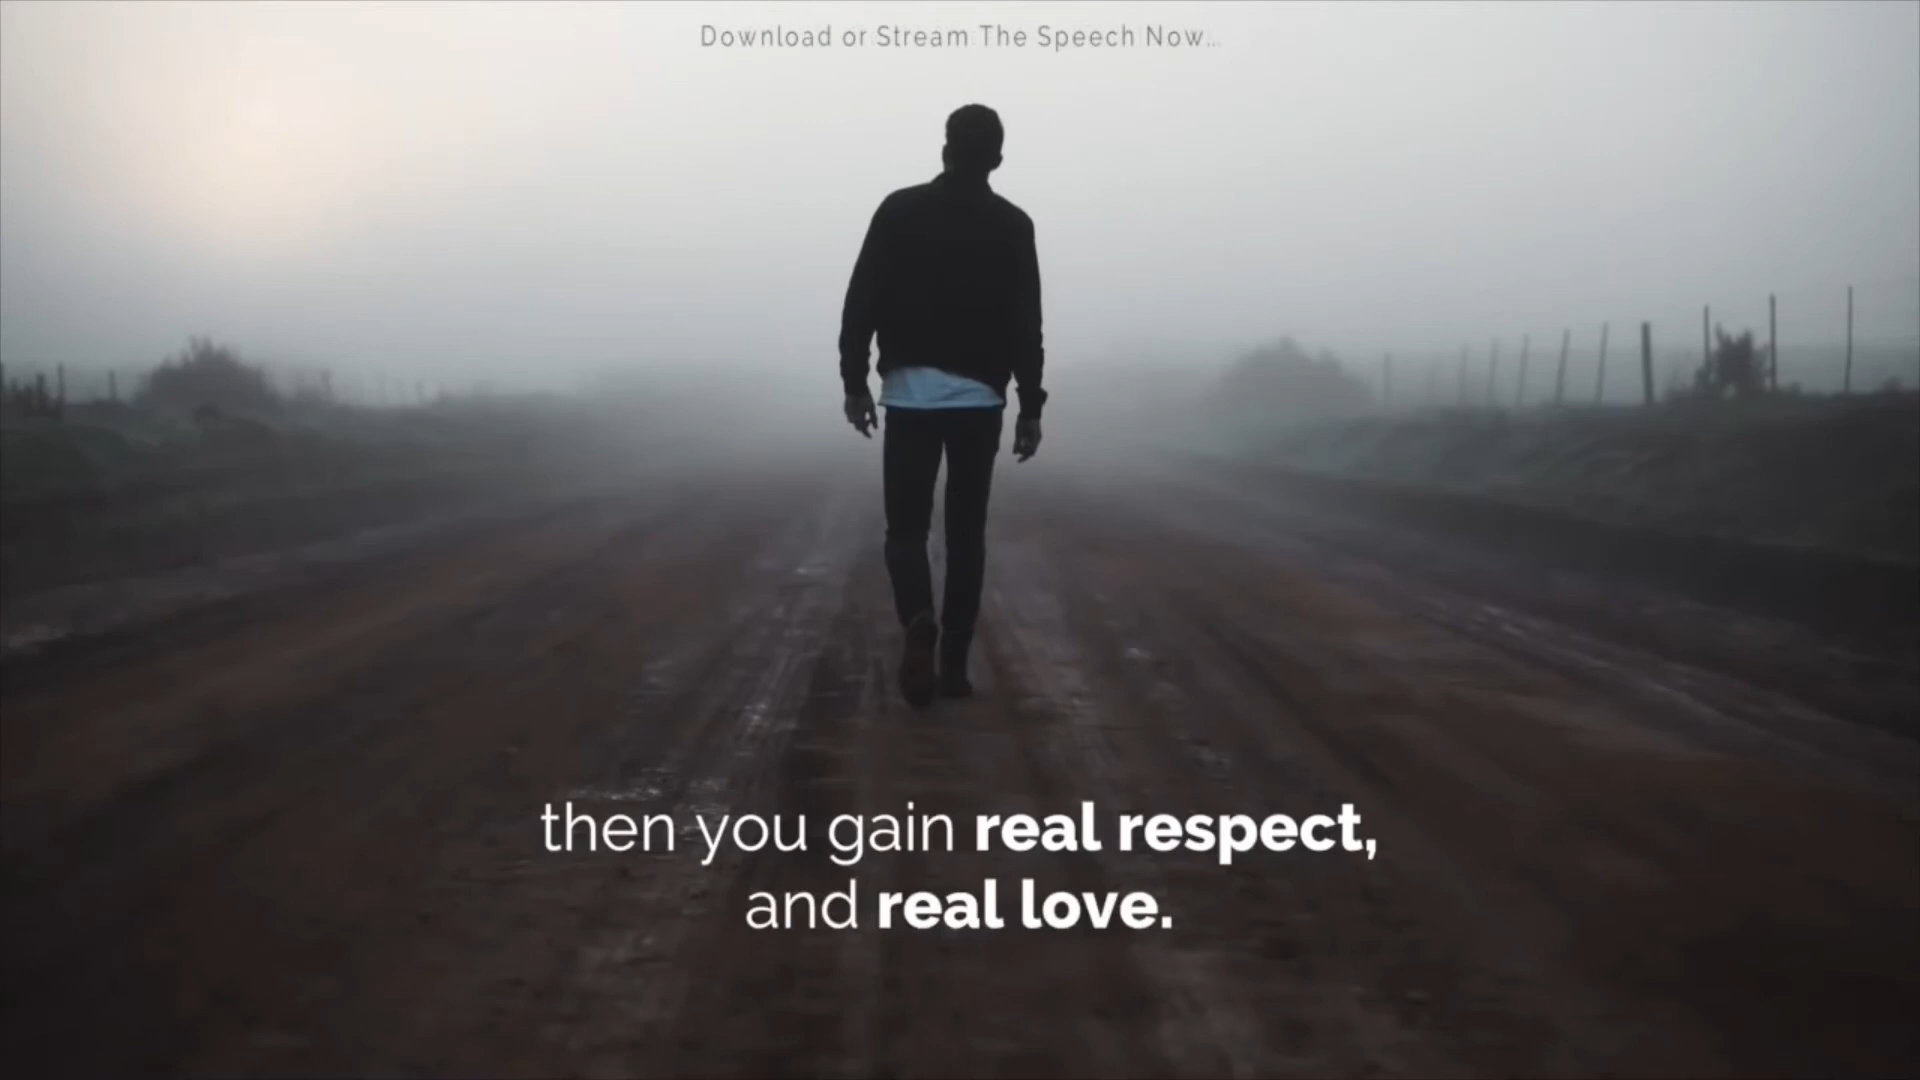 Download or Stream The Speech Now...
then you gain real respect,
and real love.